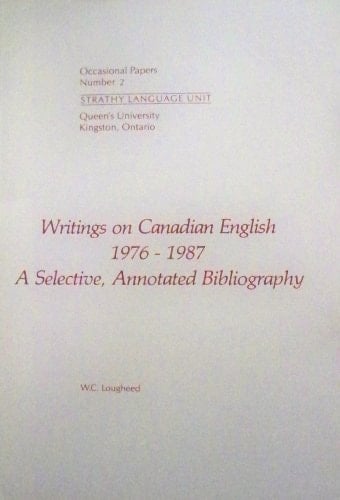 Occasional Papers
Number 2
STRATHY LANGUAGE UNIT
Queen's University
Kingston, Ontario
Writings on Canadian English
1976 - 1987
A Selective, Annotated Bibliography
W.C. Lougheed